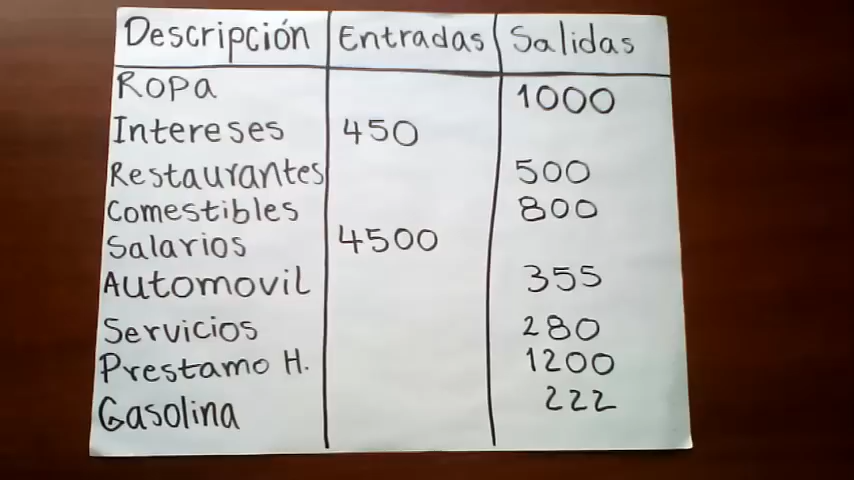 Descripción Entradas Salidas
Ropa 1000
Intereses 450
Restaurantes 500
Comestibles 800
Salarios 4500
Automovil 355
Servicios 280
Prestamo H. 1200
Gasolina 222